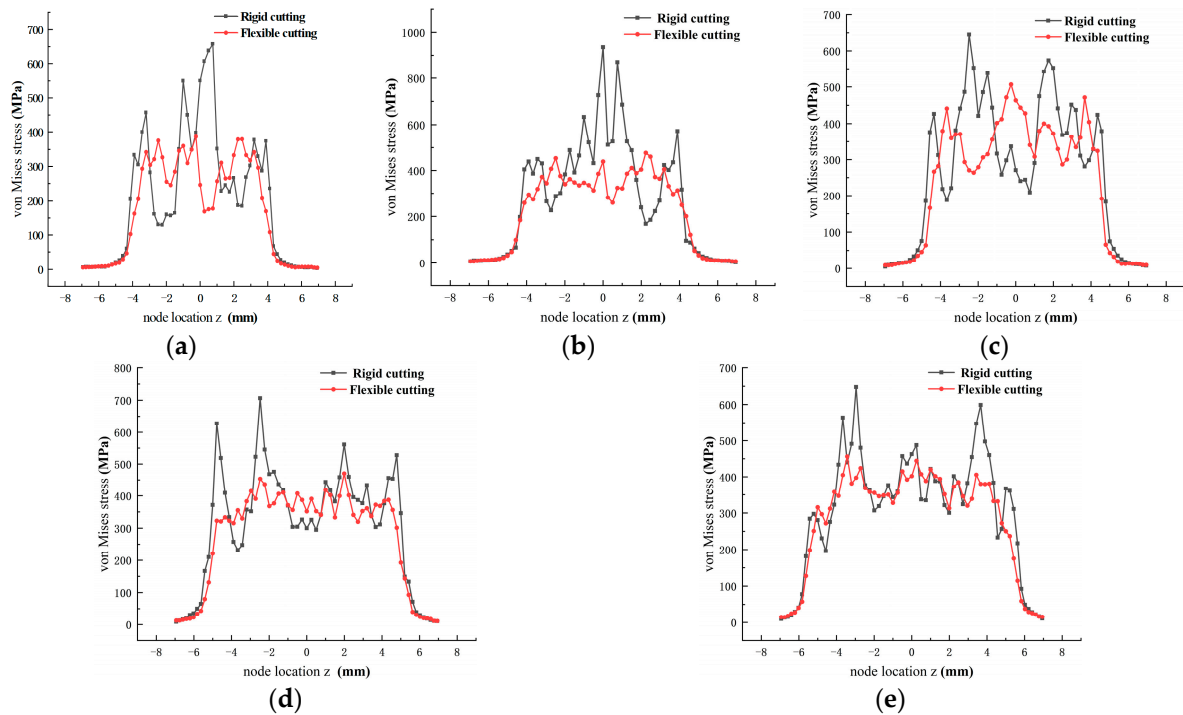 Rigid cutting
Flexible cutting
von Mises stress (MPa)
700
600
500
400
300
200
100
0
-8 -6 -4 -2 0 2 4 6 8
node location z (mm)
(a)
Rigid cutting
Flexible cutting
von Mises stress (MPa)
1000
800
600
400
200
0
-8 -6 -4 -2 0 2 4 6 8
node location z (mm)
(b)
Rigid cutting
Flexible cutting
von Mises stress (MPa)
700
600
500
400
300
200
100
0
-8 -6 -4 -2 0 2 4 6 8
node location z (mm)
(c)
Rigid cutting
Flexible cutting
von Mises stress (MPa)
800
700
600
500
400
300
200
100
0
-8 -6 -4 -2 0 2 4 6 8
node location z (mm)
(d)
Rigid cutting
Flexible cutting
von Mises stress (MPa)
700
600
500
400
300
200
100
0
-8 -6 -4 -2 0 2 4 6 8
node location z (mm)
(e)